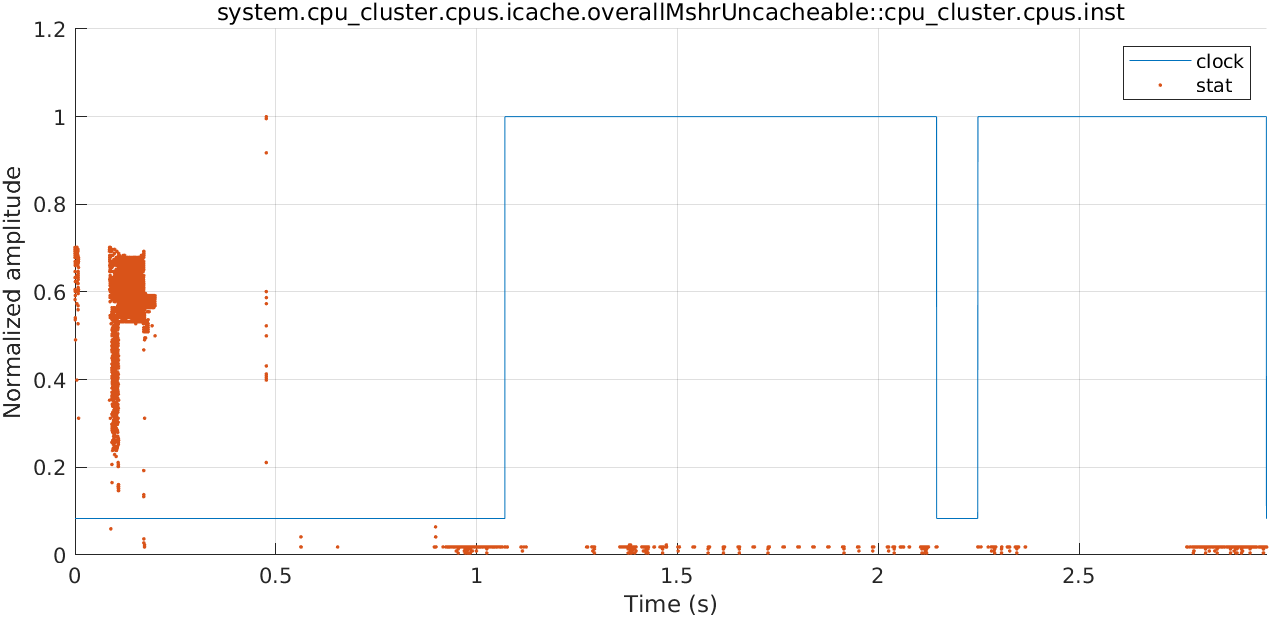 system.cpu_cluster.cpus.icache.overallMshrUncacheable::cpu_cluster.cpus.inst
1.2
1
0.8
0.6
0.4
0.2
0
Normalized amplitude
clock
stat
0
0.5
1
1.5
2
2.5
Time (s)